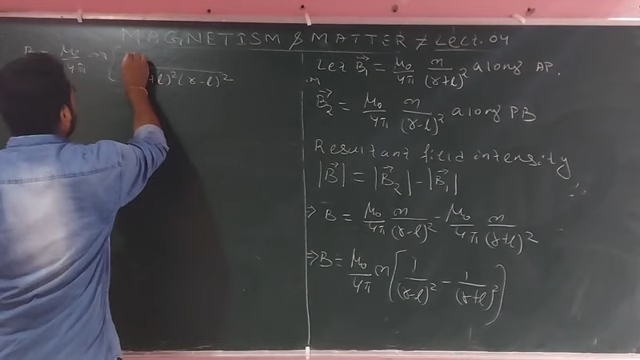 MAGNETISM & MATTER # Lect. 04
B = μ₀/4π m
+l)²(r-l)²
Let B⃗₁ = μ₀/4π m/(r+l)² along AP.
B⃗₂ = μ₀/4π m/(r-l)² along PB
Resultant field intensity
|B⃗| = |B⃗₂| - |B⃗₁|
⇒ B = μ₀/4π m/(r-l)² - μ₀/4π m/(r+l)²
⇒ B = μ₀/4π m [1/(r-l)² - 1/(r+l)²]